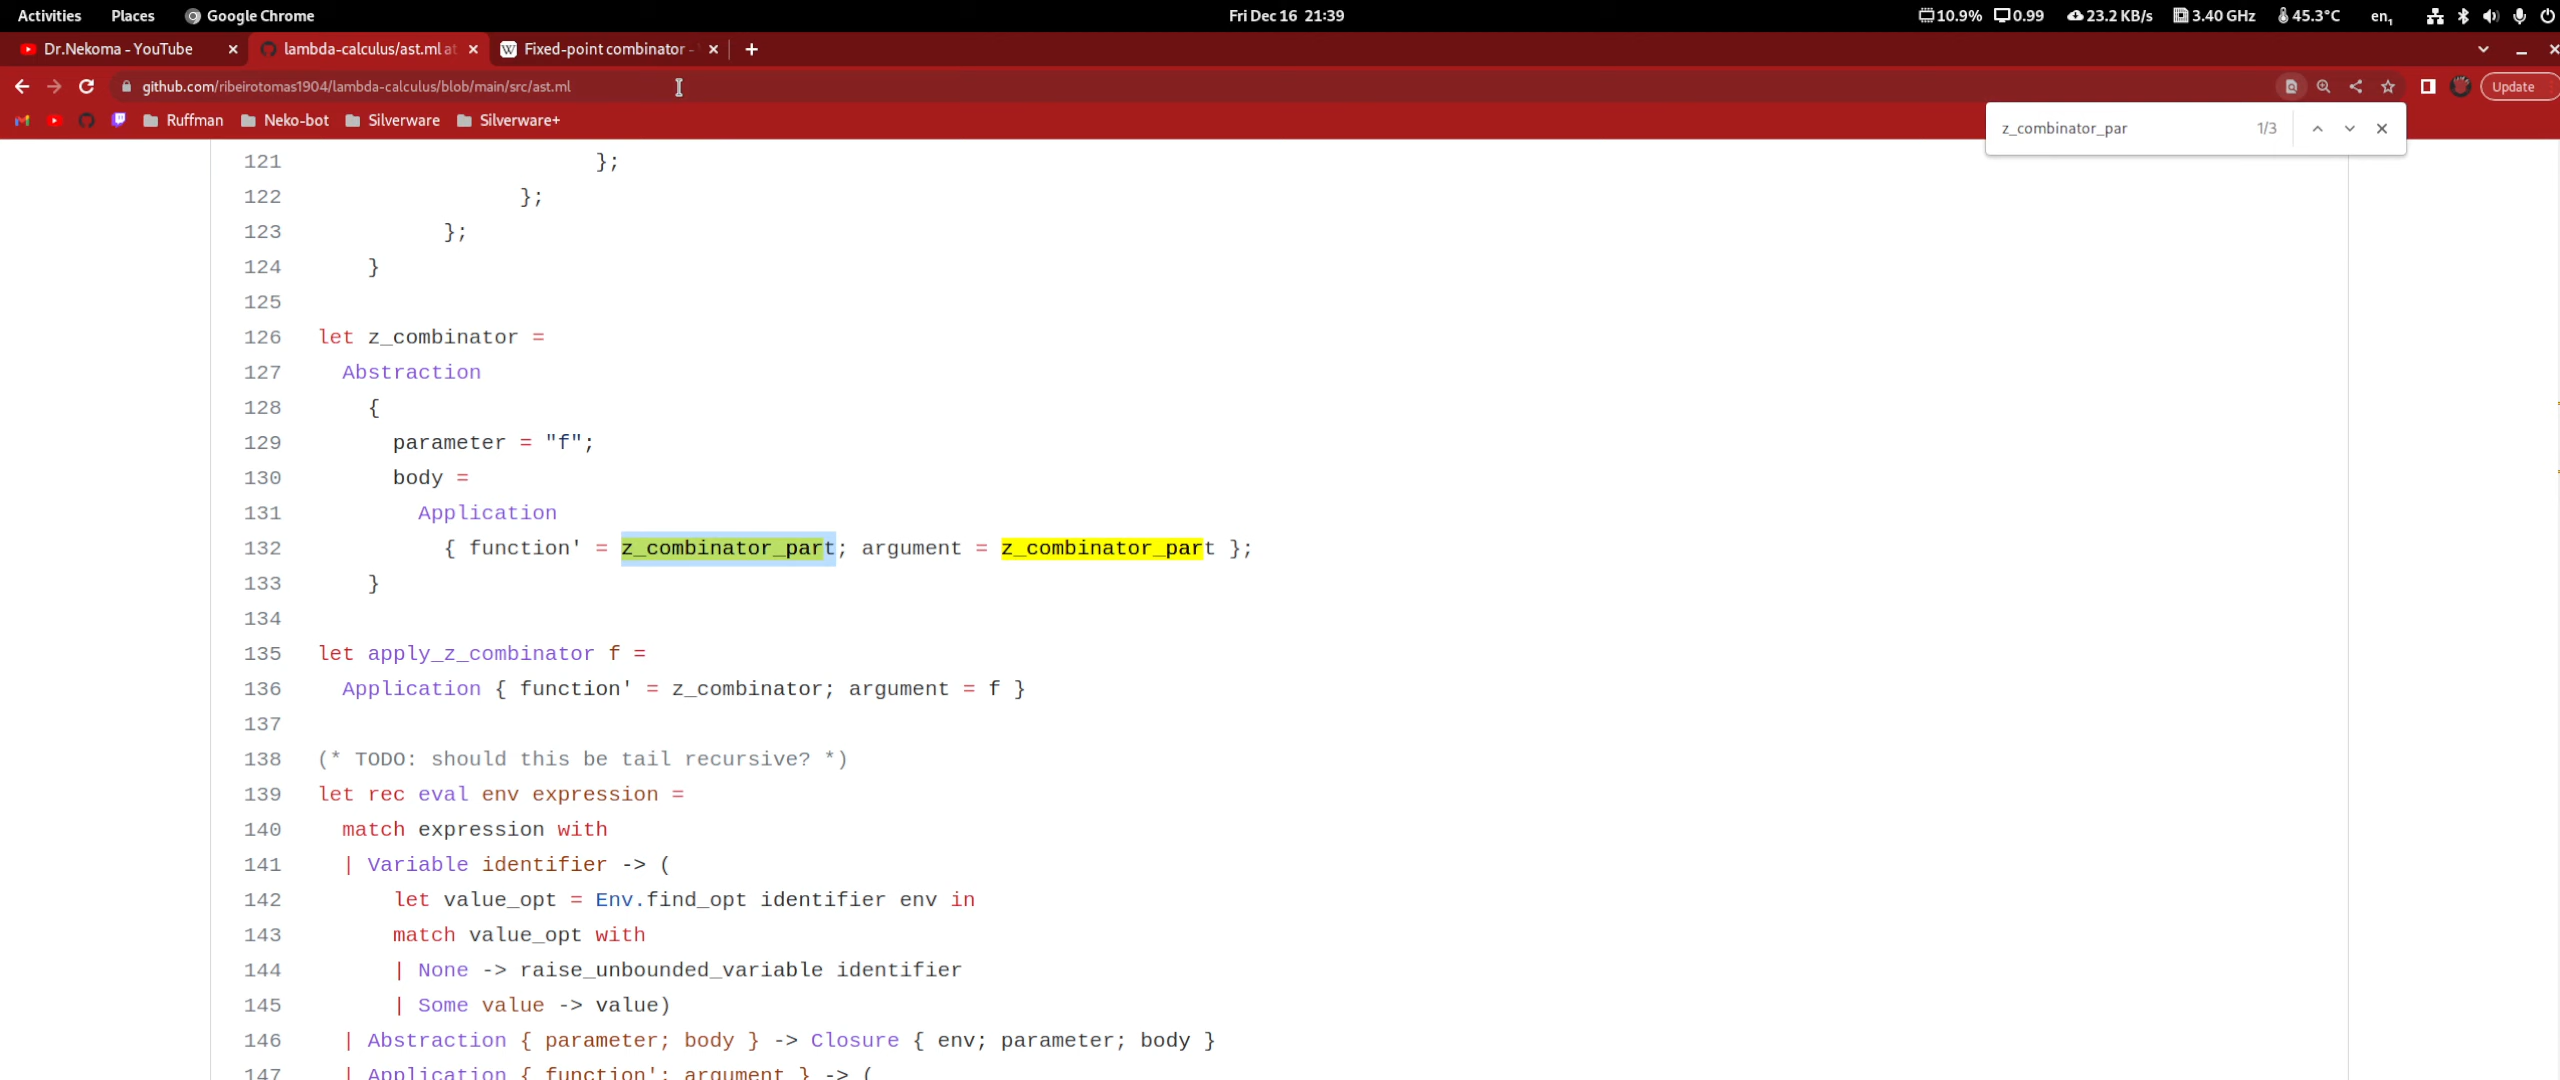 Activities Places Google Chrome Fri Dec 16 21:39 10.9% 0.99 23.2 KB/s 3.40 GHz 45.3°C en₁
Dr.Nekoma - YouTube lambda-calculus/ast.ml at Fixed-point combinator -
github.com/ribeirotomas1904/lambda-calculus/blob/main/src/ast.ml Update
Ruffman Neko-bot Silverware Silverware+
z_combinator_par 1/3
121 };
122 };
123 };
124 }
125
126 let z_combinator =
127 Abstraction
128 {
129 parameter = "f";
130 body =
131 Application
132 { function' = z_combinator_part; argument = z_combinator_part };
133 }
134
135 let apply_z_combinator f =
136 Application { function' = z_combinator; argument = f }
137
138 (* TODO: should this be tail recursive? *)
139 let rec eval env expression =
140 match expression with
141 | Variable identifier -> (
142 let value_opt = Env.find_opt identifier env in
143 match value_opt with
144 | None -> raise_unbounded_variable identifier
145 | Some value -> value)
146 | Abstraction { parameter; body } -> Closure { env; parameter; body }
147 | Application { function'; argument } -> (